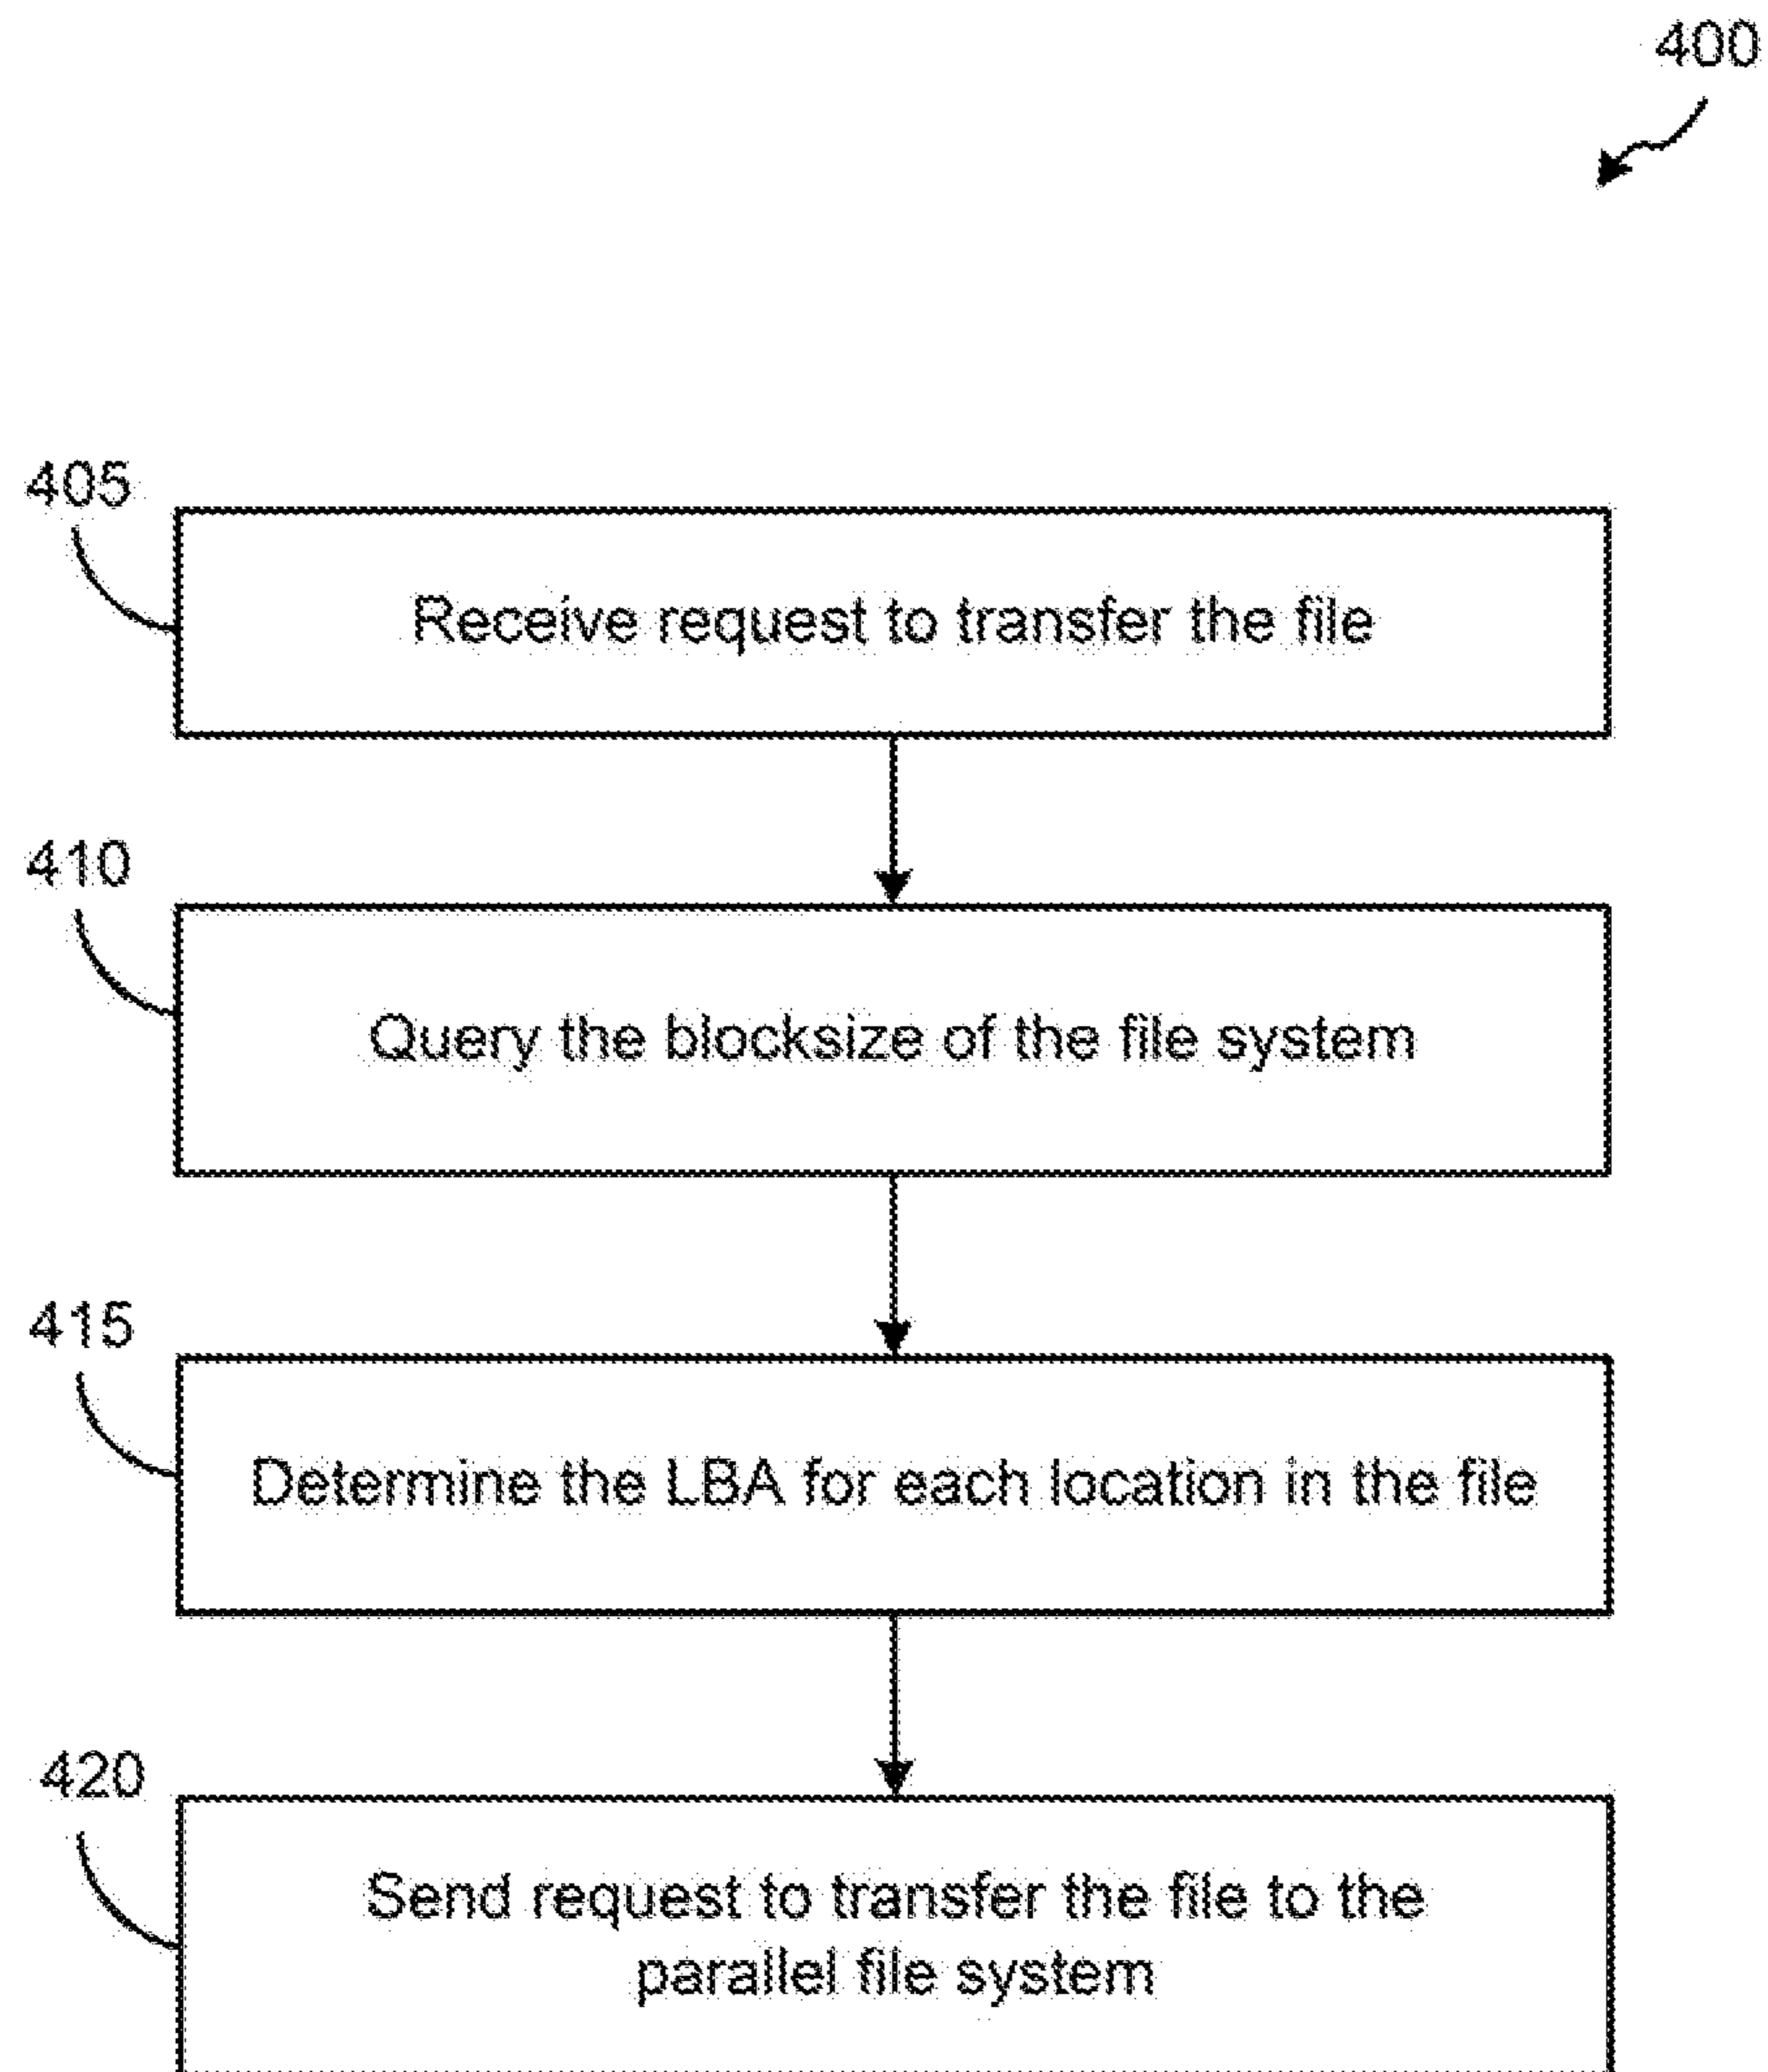 400
405
Receive request to transfer the file
410
Query the blocksize of the file system
415
Determine the LBA for each location in the file
420
Send request to transfer the file to the
parallel file system